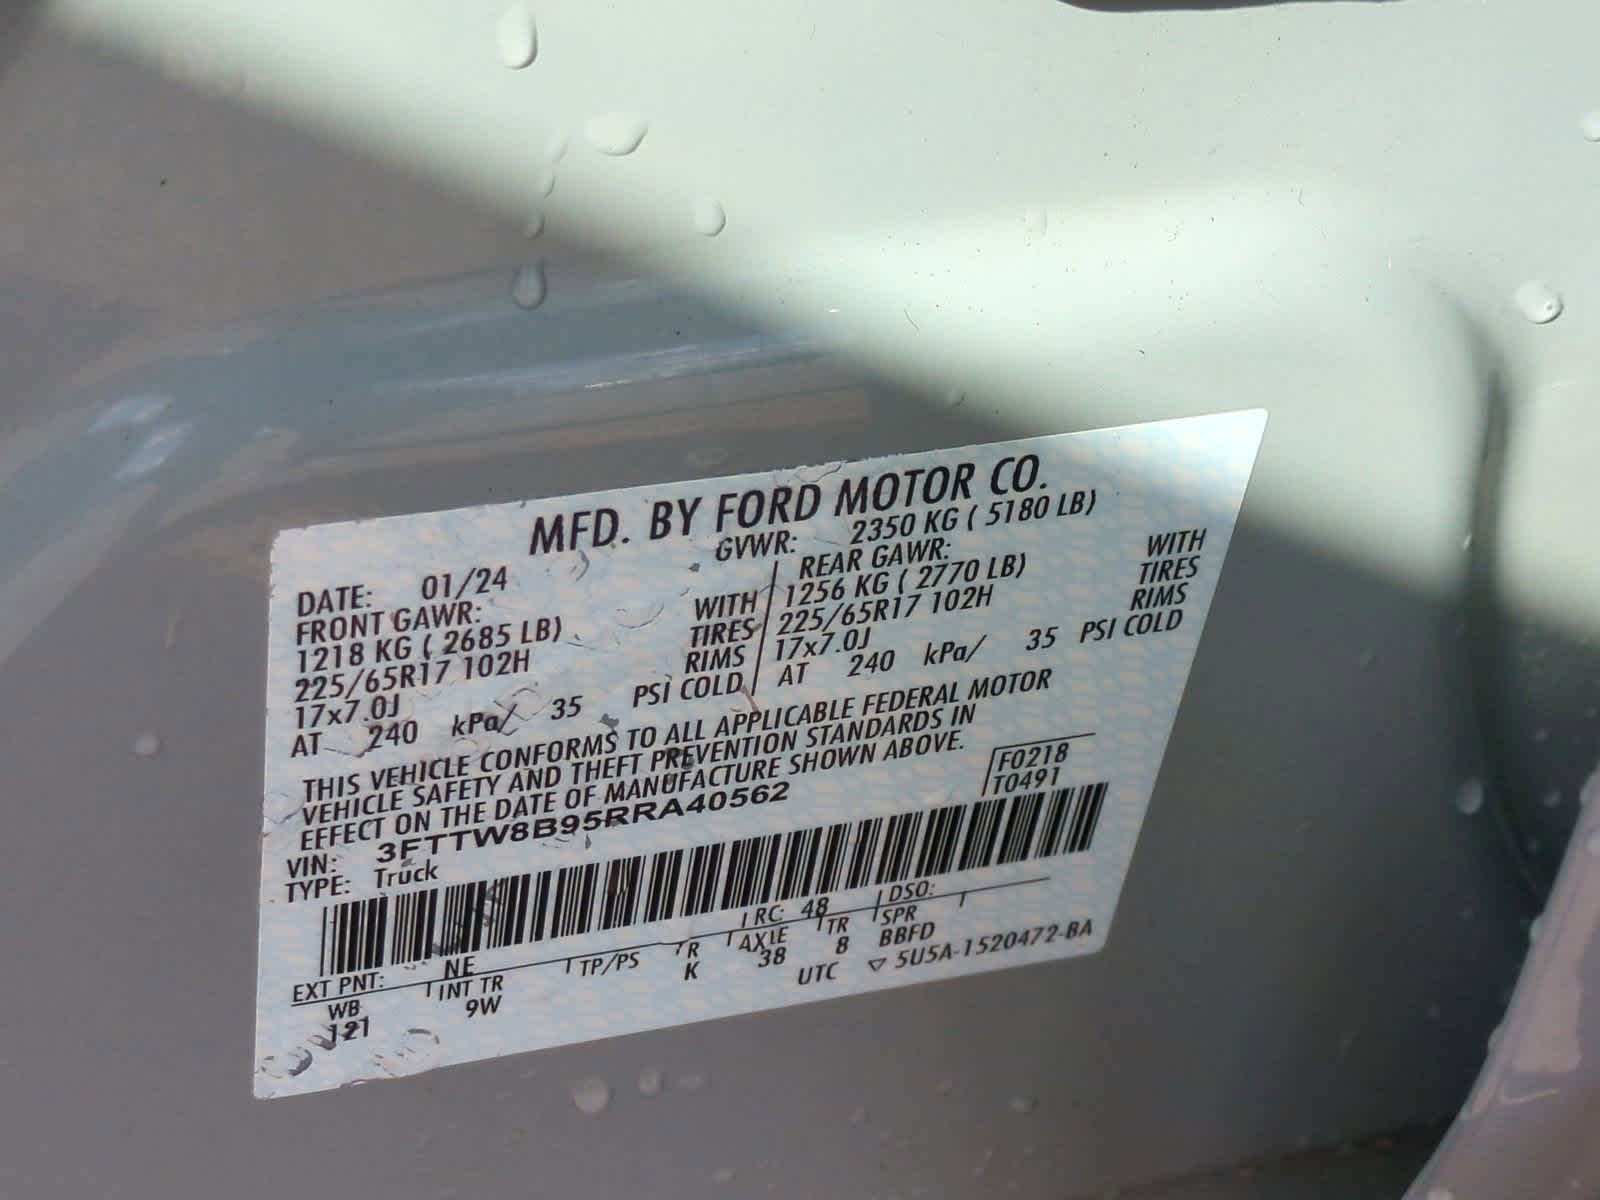 MFD. BY FORD MOTOR CO.
DATE: 01/24 GVWR: 2350 KG ( 5180 LB)
FRONT GAWR: REAR GAWR:
1218 KG ( 2685 LB) WITH 1256 KG ( 2770 LB) WITH
225/65R17 102H TIRES 225/65R17 102H TIRES
17x7.0J RIMS 17x7.0J RIMS
AT 240 kPa/ 35 PSI COLD AT 240 kPa/ 35 PSI COLD
THIS VEHICLE CONFORMS TO ALL APPLICABLE FEDERAL MOTOR
VEHICLE SAFETY AND THEFT PREVENTION STANDARDS IN
EFFECT ON THE DATE OF MANUFACTURE SHOWN ABOVE.
VIN: 3FTTW8B95RRA40562 F0218
TYPE: Truck T0491
EXT PNT: NE RC: 48 DSO:
WB INT TR TP/PS R AXLE TR SPR
121 9W K 38 8 BBFD
UTC ▽ 5U5A-1520472-BA